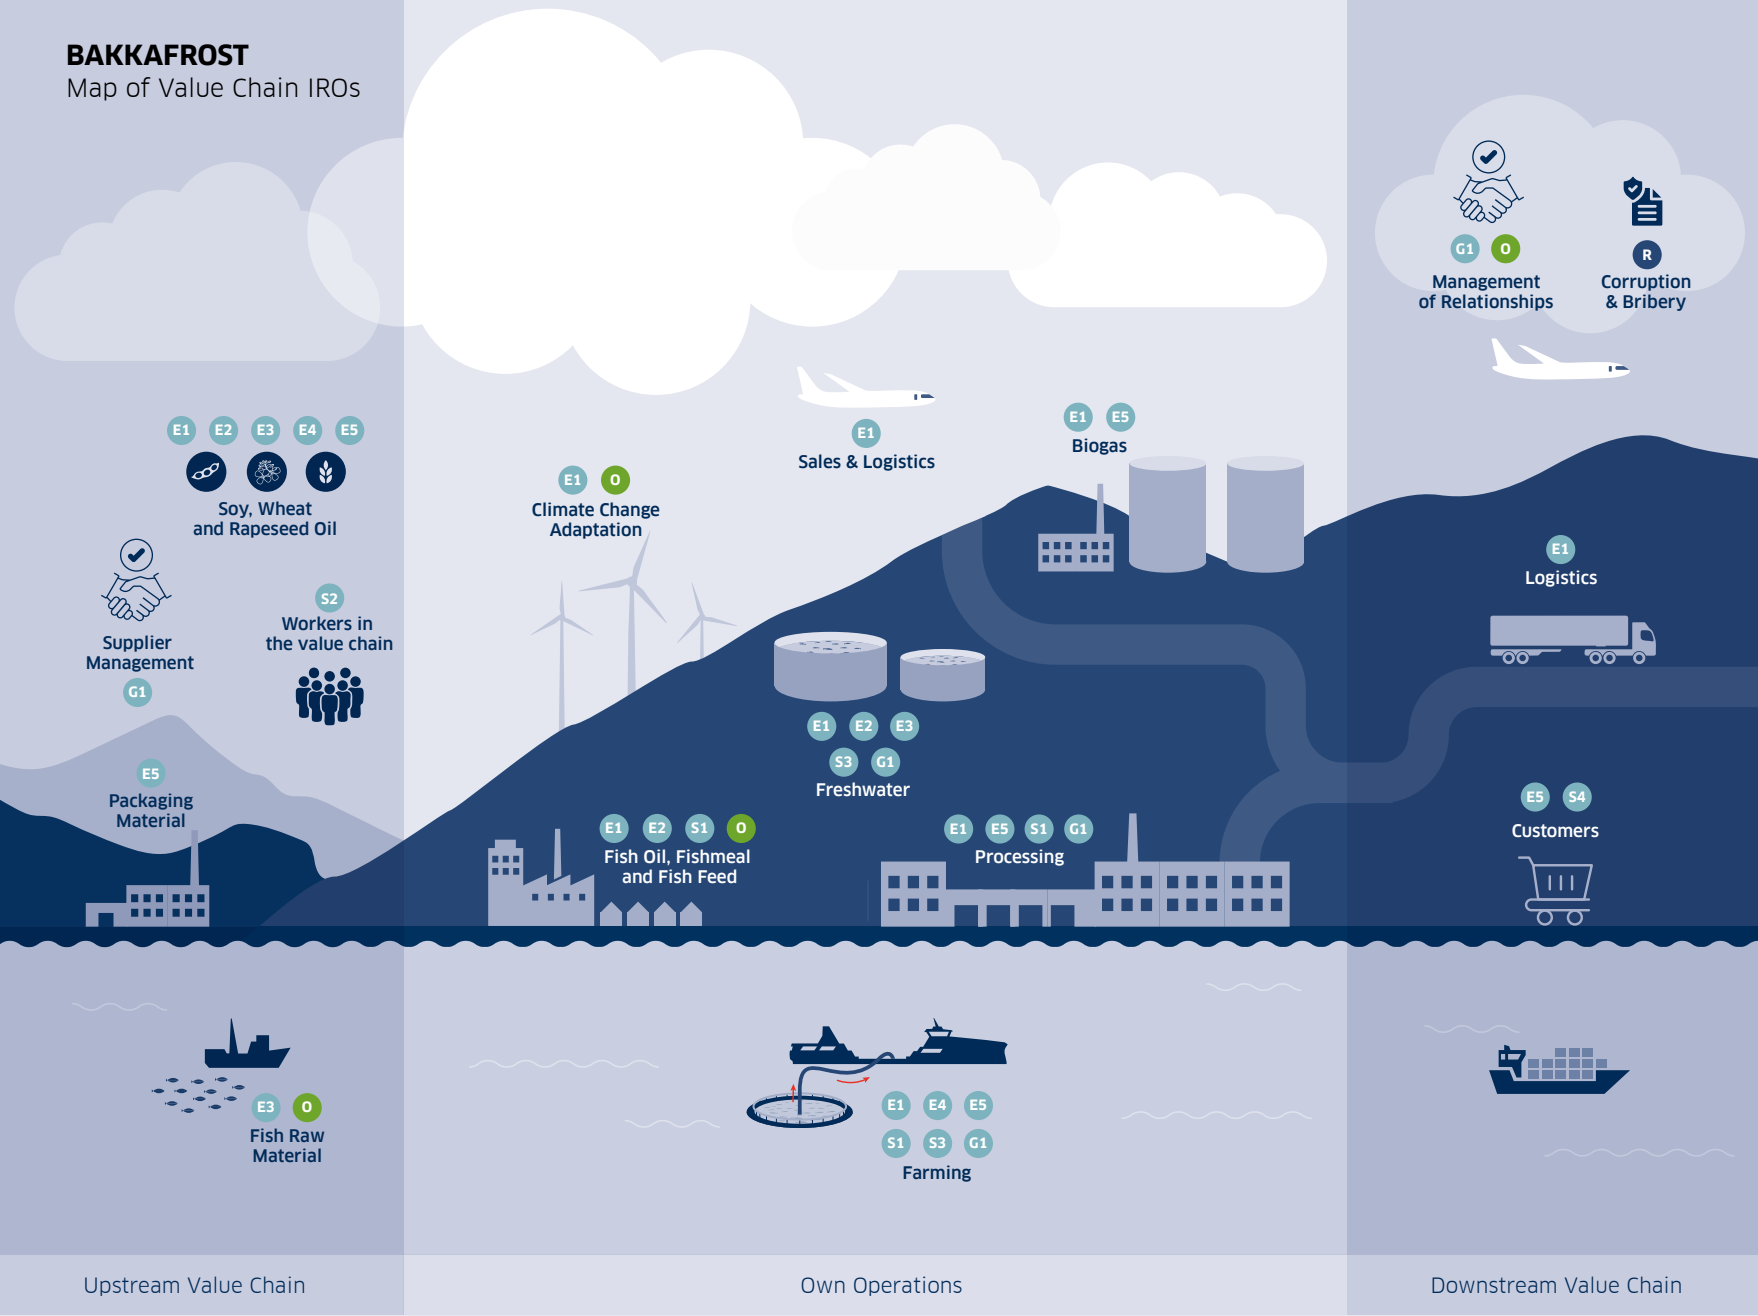 BAKKAFROST
Map of Value Chain IROs
E1 E2 E3 E4 E5
Soy, Wheat
and Rapeseed Oil
Supplier
Management
G1
S2
Workers in
the value chain
E5
Packaging
Material
E3 O
Fish Raw
Material
Upstream Value Chain
E1 O
Climate Change
Adaptation
E1
Sales & Logistics
E1 E5
Biogas
E1 E2 E3
S3 G1
Freshwater
E1 E2 S1 O
Fish Oil, Fishmeal
and Fish Feed
E1 E5 S1 G1
Processing
E1 E4 E5
S1 S3 G1
Farming
Own Operations
G1 O
Management
of Relationships
R
Corruption
& Bribery
E1
Logistics
E5 S4
Customers
Downstream Value Chain